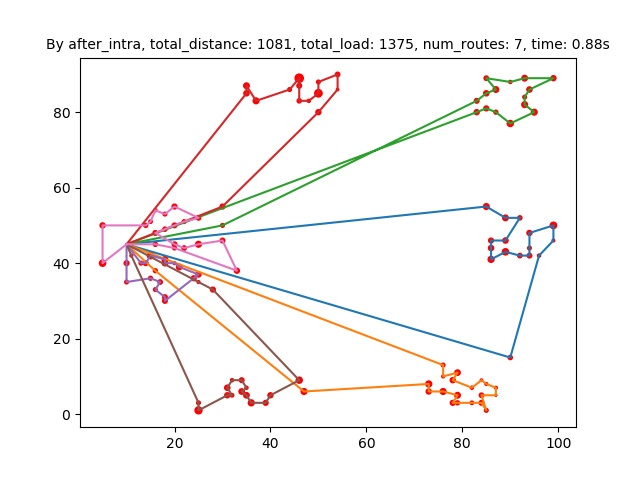 By after_intra, total_distance: 1081, total_load: 1375, num_routes: 7, time: 0.88s
80
60
40
20
0
20 40 60 80 100